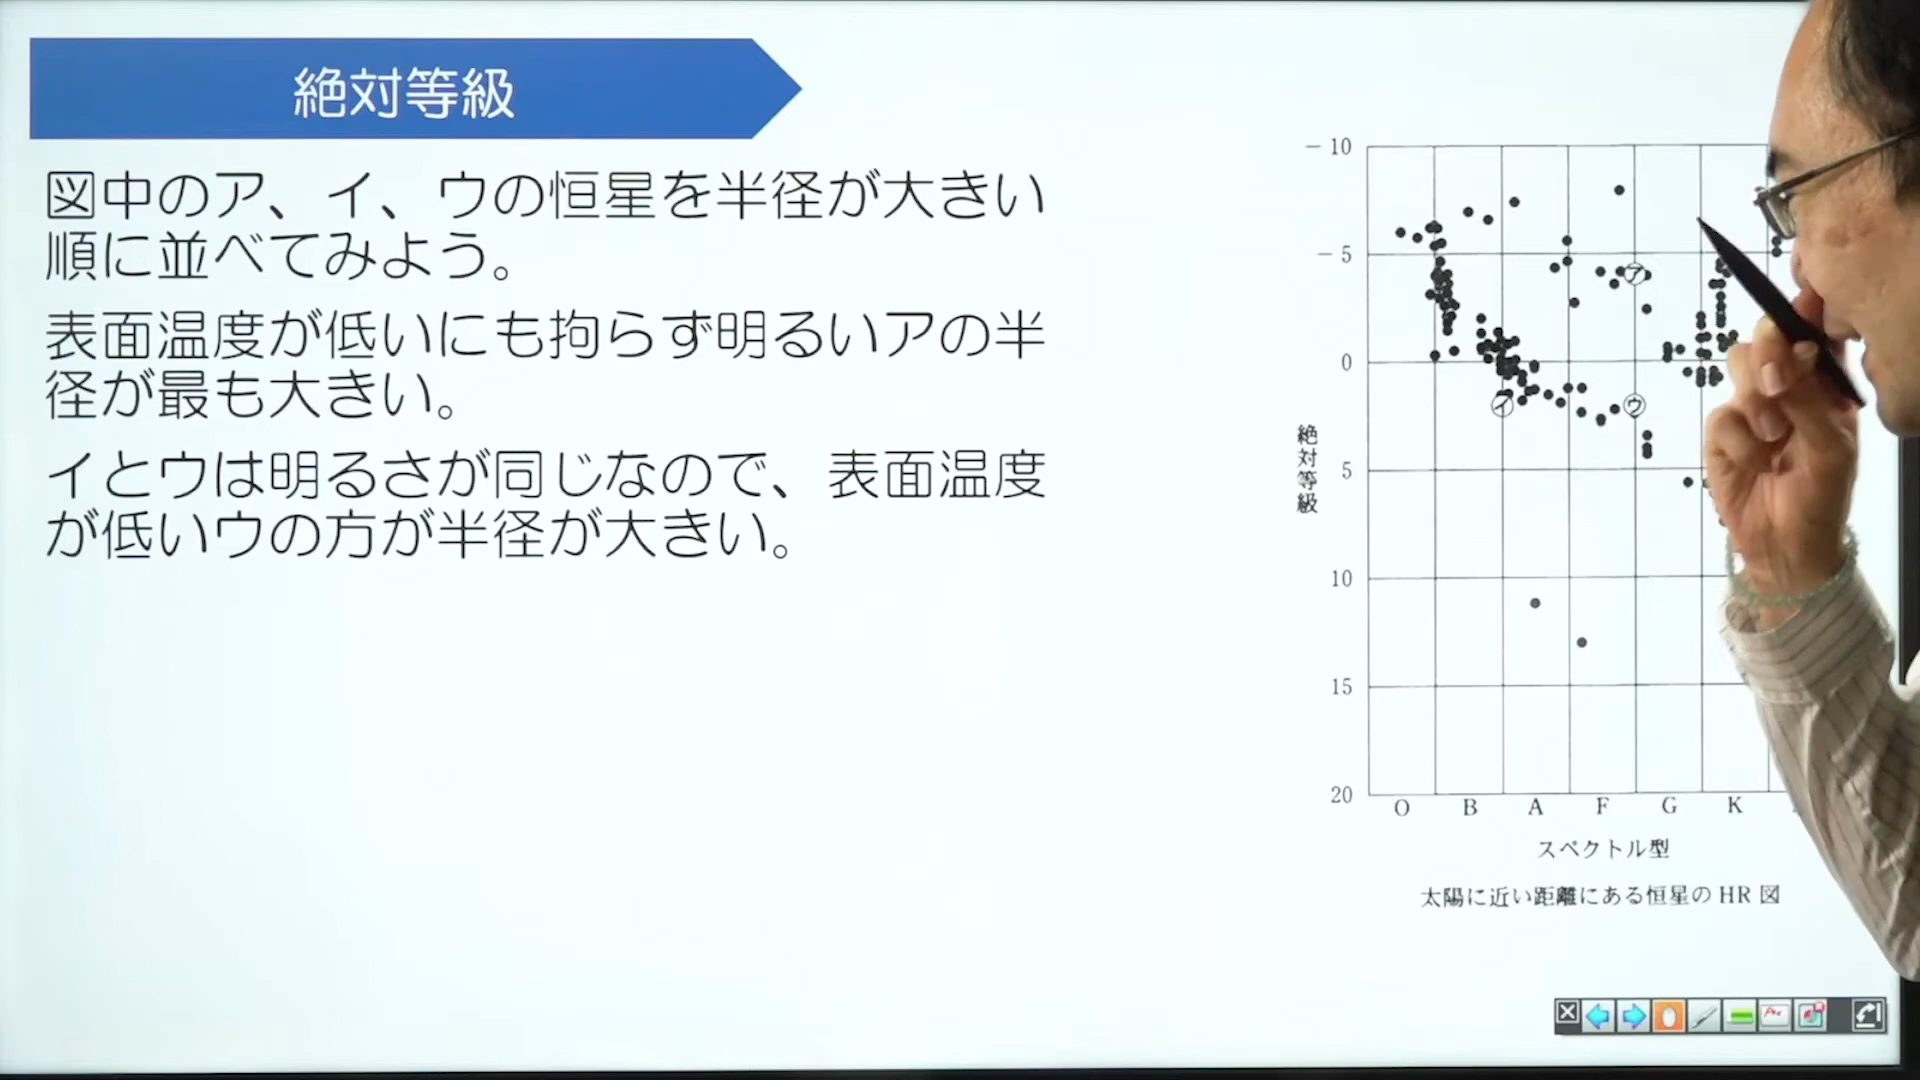 絶対等級
図中のア、イ、ウの恒星を半径が大きい
順に並べてみよう。
表面温度が低いにも拘らず明るいアの半
径が最も大きい。
イとウは明るさが同じなので、表面温度
が低いウの方が半径が大きい。
－10
－5
0
5
10
15
20
絶対等級
ア
イ
ウ
O B A F G K
スペクトル型
太陽に近い距離にある恒星の HR 図